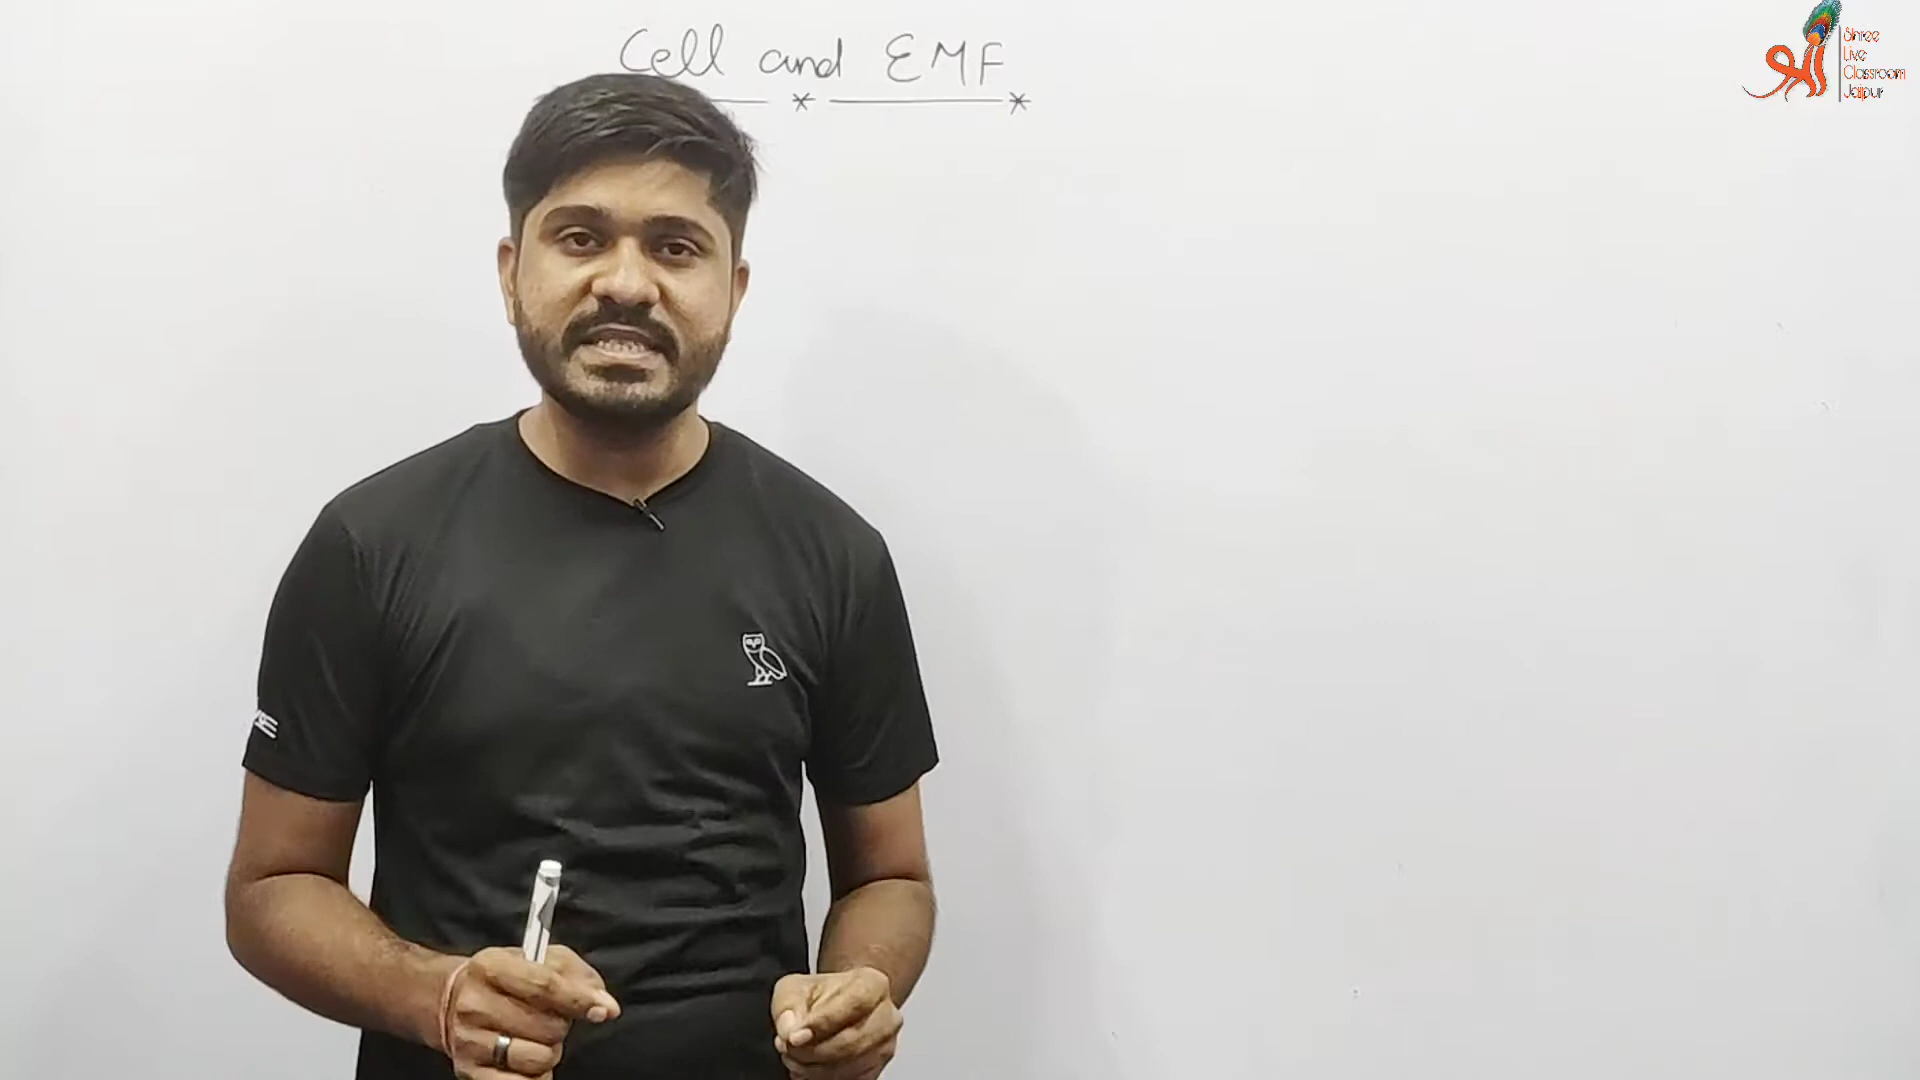 Cell and EMF
श्री
Shree
Live
Classroom
Jaipur